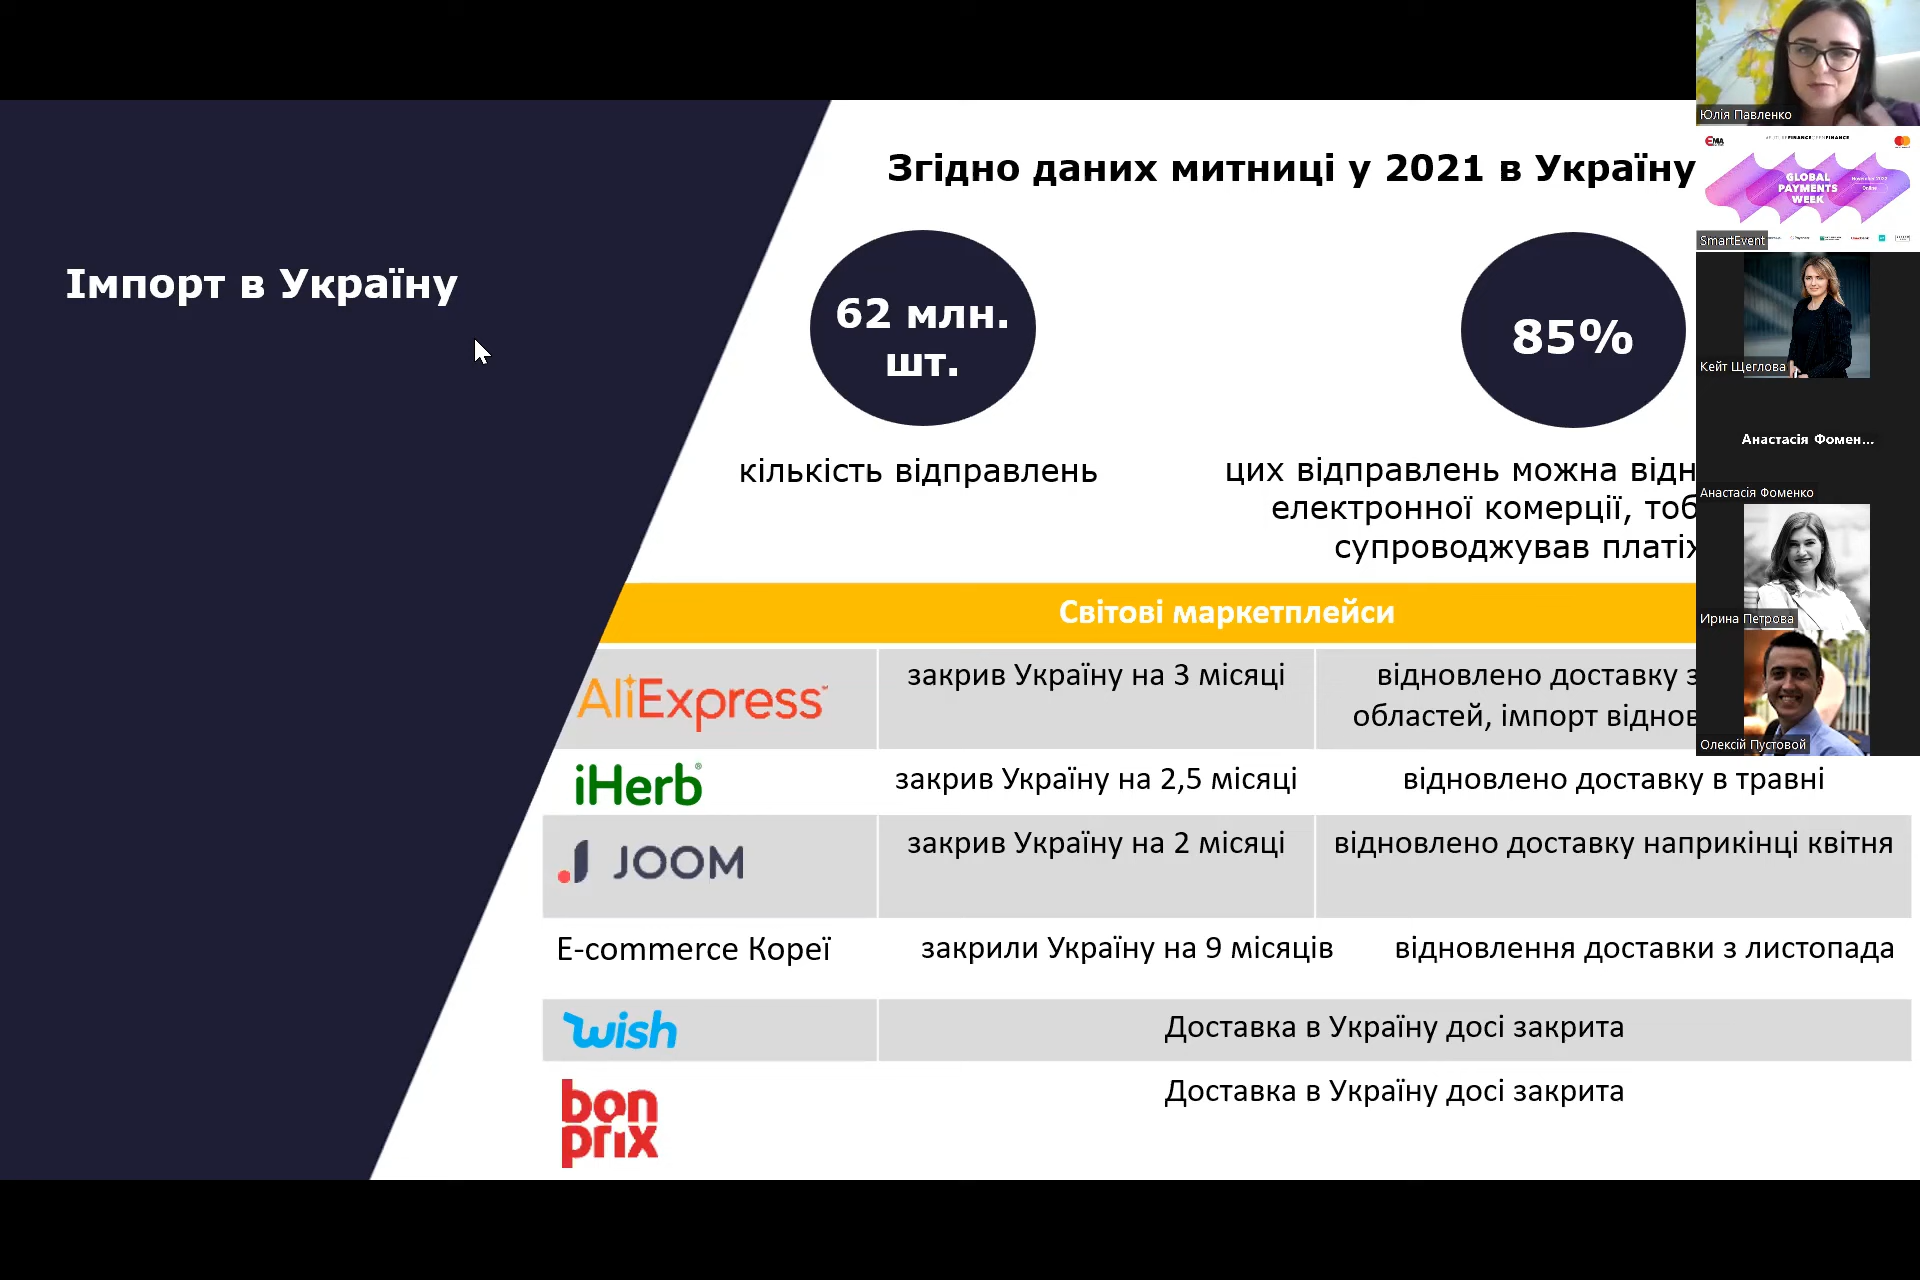 Імпорт в Україну
Згідно даних митниці у 2021 в Україну
62 млн.
шт.
85%
кількість відправлень
цих відправлень можна
електронної комерції,
супроводжував
Світові маркетплейси
AliExpress
закрив Україну на 3 місяці
відновлено доставку
областей, імпорт
iHerb
закрив Україну на 2,5 місяці
відновлено доставку в травні
JOOM
закрив Україну на 2 місяці
відновлено доставку наприкінці квітня
E-commerce Кореї
закрили Україну на 9 місяців
відновлення доставки з листопада
wish
Доставка в Україну досі закрита
bon
prix
Доставка в Україну досі закрита
Юлія Павленко
EMA
GLOBAL
PAYMENTS
WEEK
Online
SmartEvent
Кейт Щеглова
Анастасія Фомен...
Анастасія Фоменко
Ирина Петрова
Олексій Пустовой